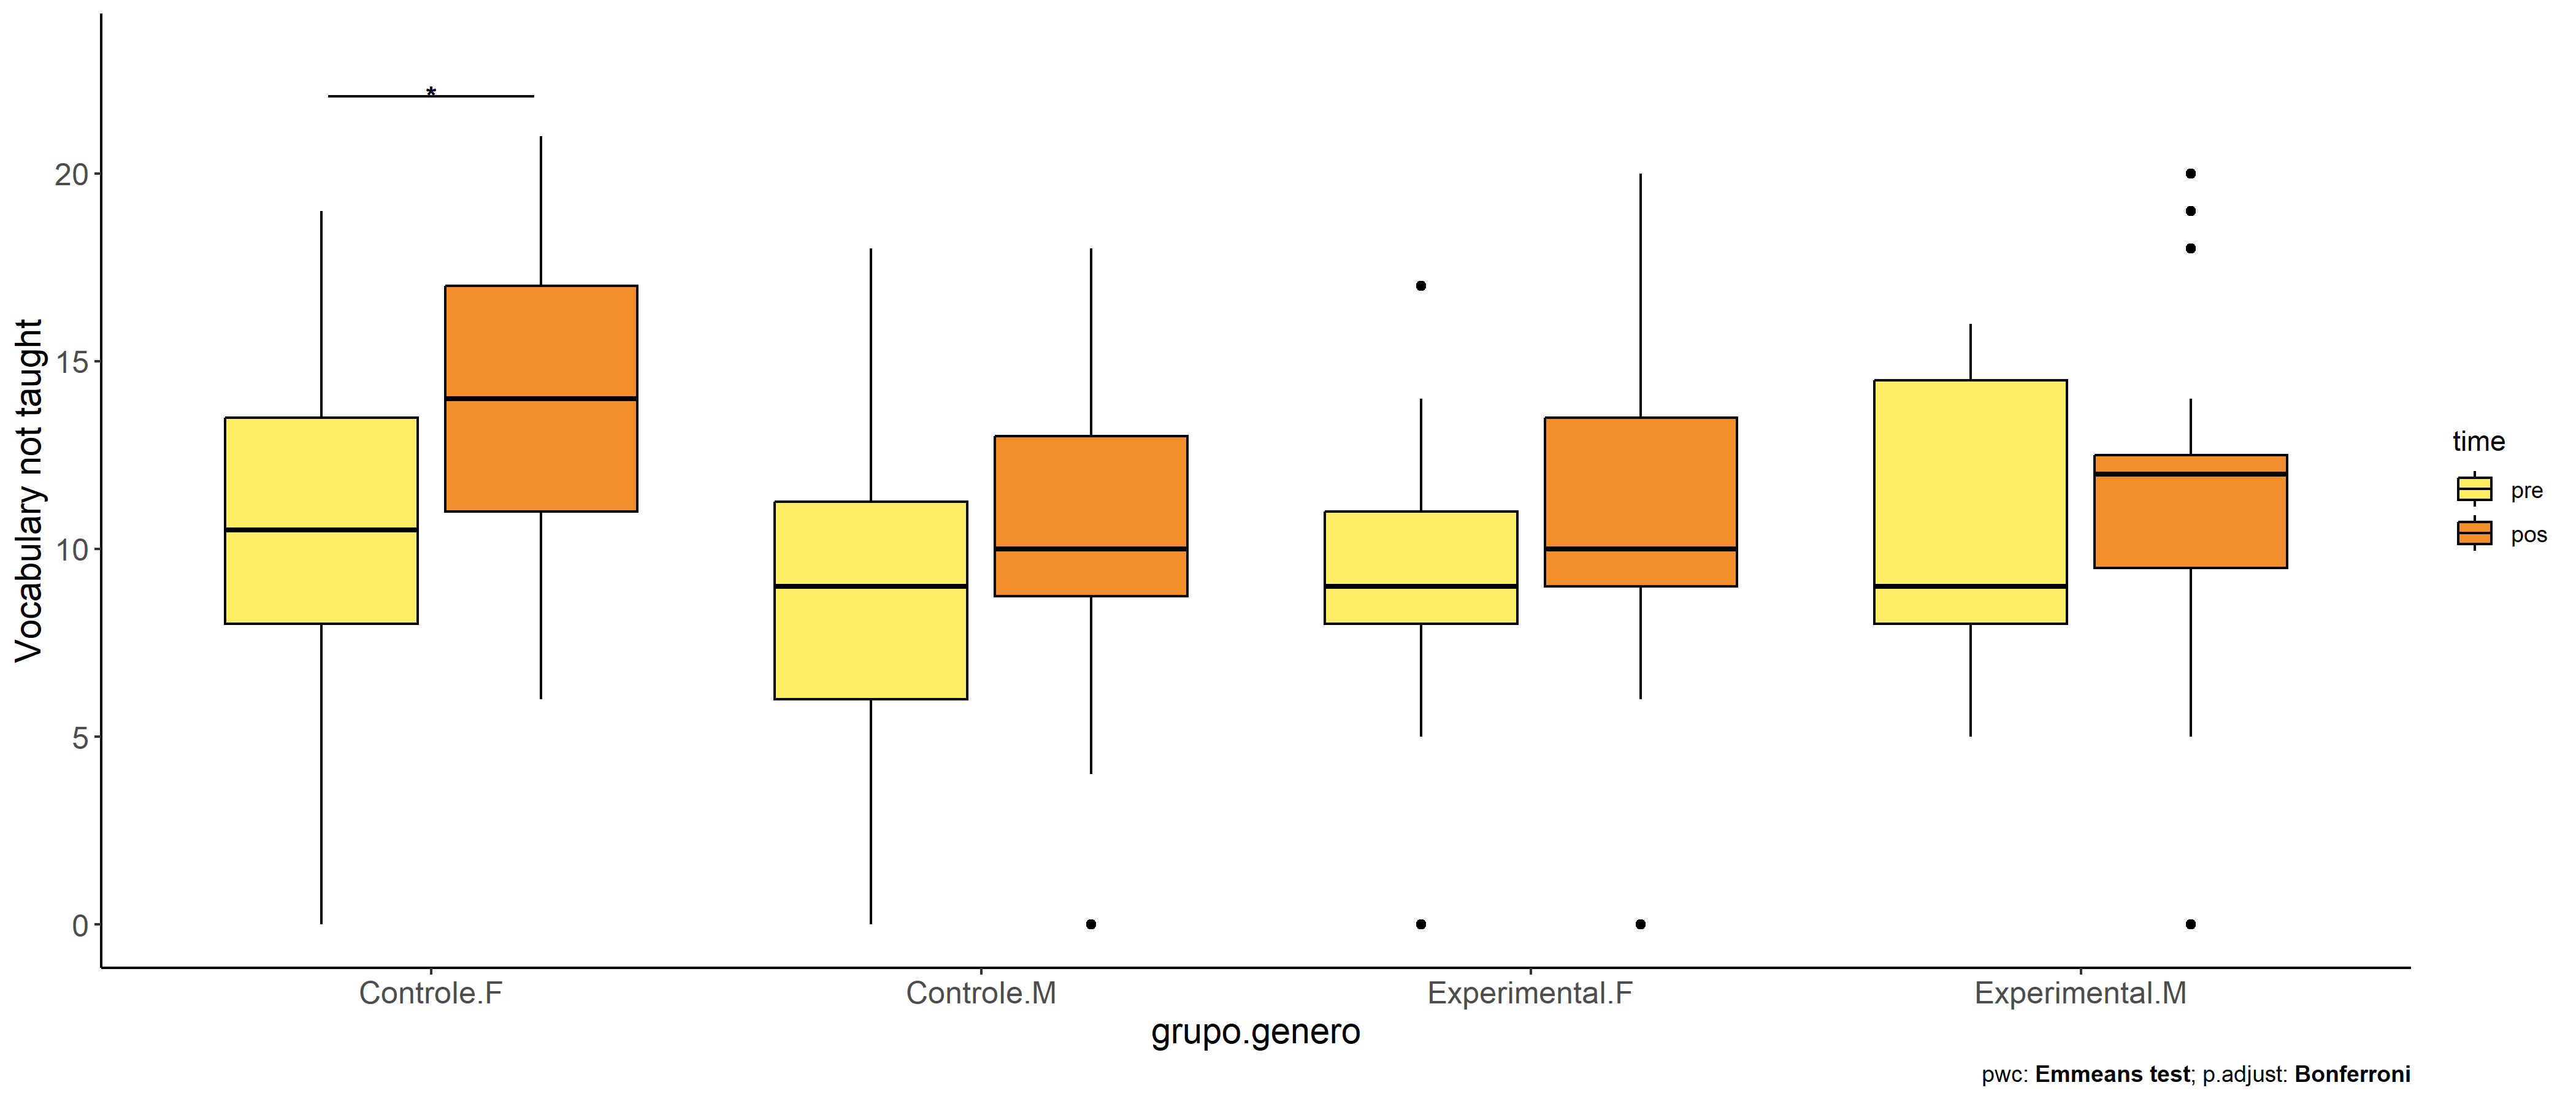 *
Vocabulary not taught
20
15
10
5
0
Controle.F
Controle.M
Experimental.F
Experimental.M
grupo.genero
time
pre
pos
pwc: Emmeans test; p.adjust: Bonferroni